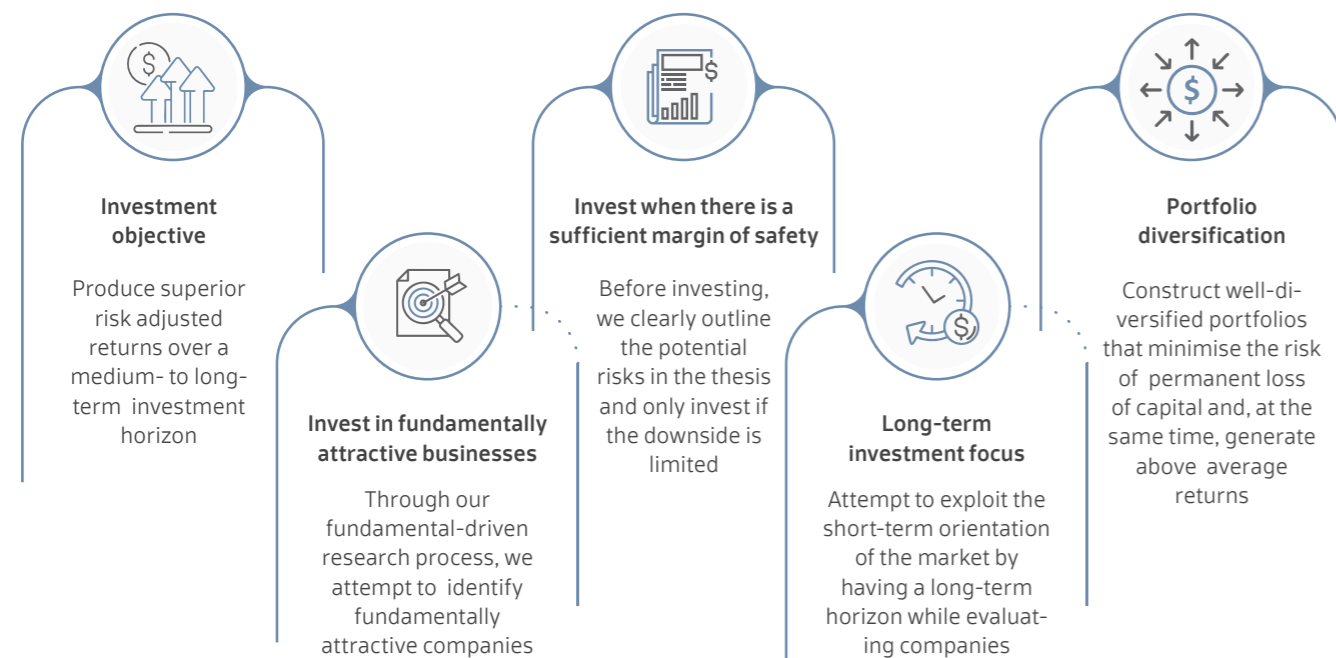 Investment
objective
Produce superior
risk adjusted
returns over a
medium- to long-
term investment
horizon
Invest in fundamentally
attractive businesses
Through our
fundamental-driven
research process, we
attempt to identify
fundamentally
attractive companies
Invest when there is a
sufficient margin of safety
Before investing,
we clearly outline
the potential
risks in the thesis
and only invest if
the downside is
limited
Long-term
investment focus
Attempt to exploit the
short-term orientation
of the market by
having a long-term
horizon while evaluat-
ing companies
Portfolio
diversification
Construct well-di-
versified portfolios
that minimise the risk
of permanent loss
of capital and, at the
same time, generate
above average
returns